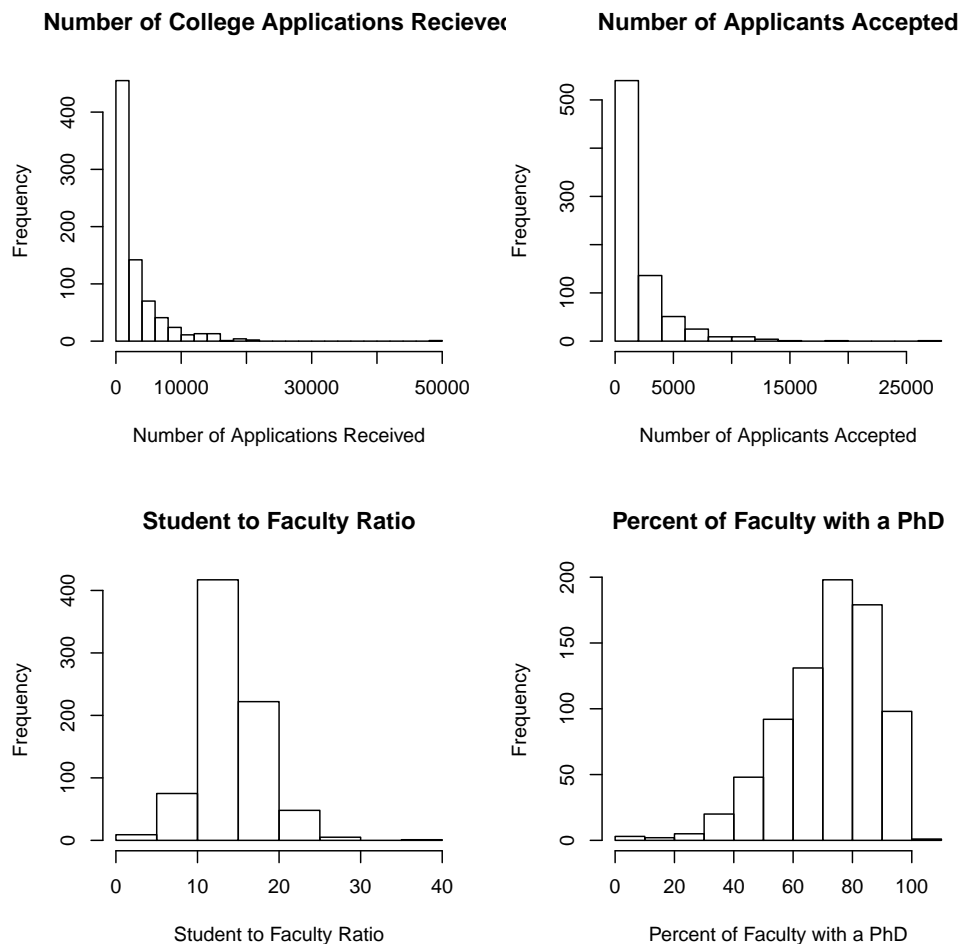 Number of College Applications Recieved
Number of Applicants Accepted
Frequency
0 100 200 300 400
0 10000 30000 50000
Number of Applications Received
Frequency
0 100 300 500
0 5000 15000 25000
Number of Applicants Accepted
Student to Faculty Ratio
Percent of Faculty with a PhD
Frequency
0 100 200 300 400
0 10 20 30 40
Student to Faculty Ratio
Frequency
0 50 100 150 200
0 20 40 60 80 100
Percent of Faculty with a PhD